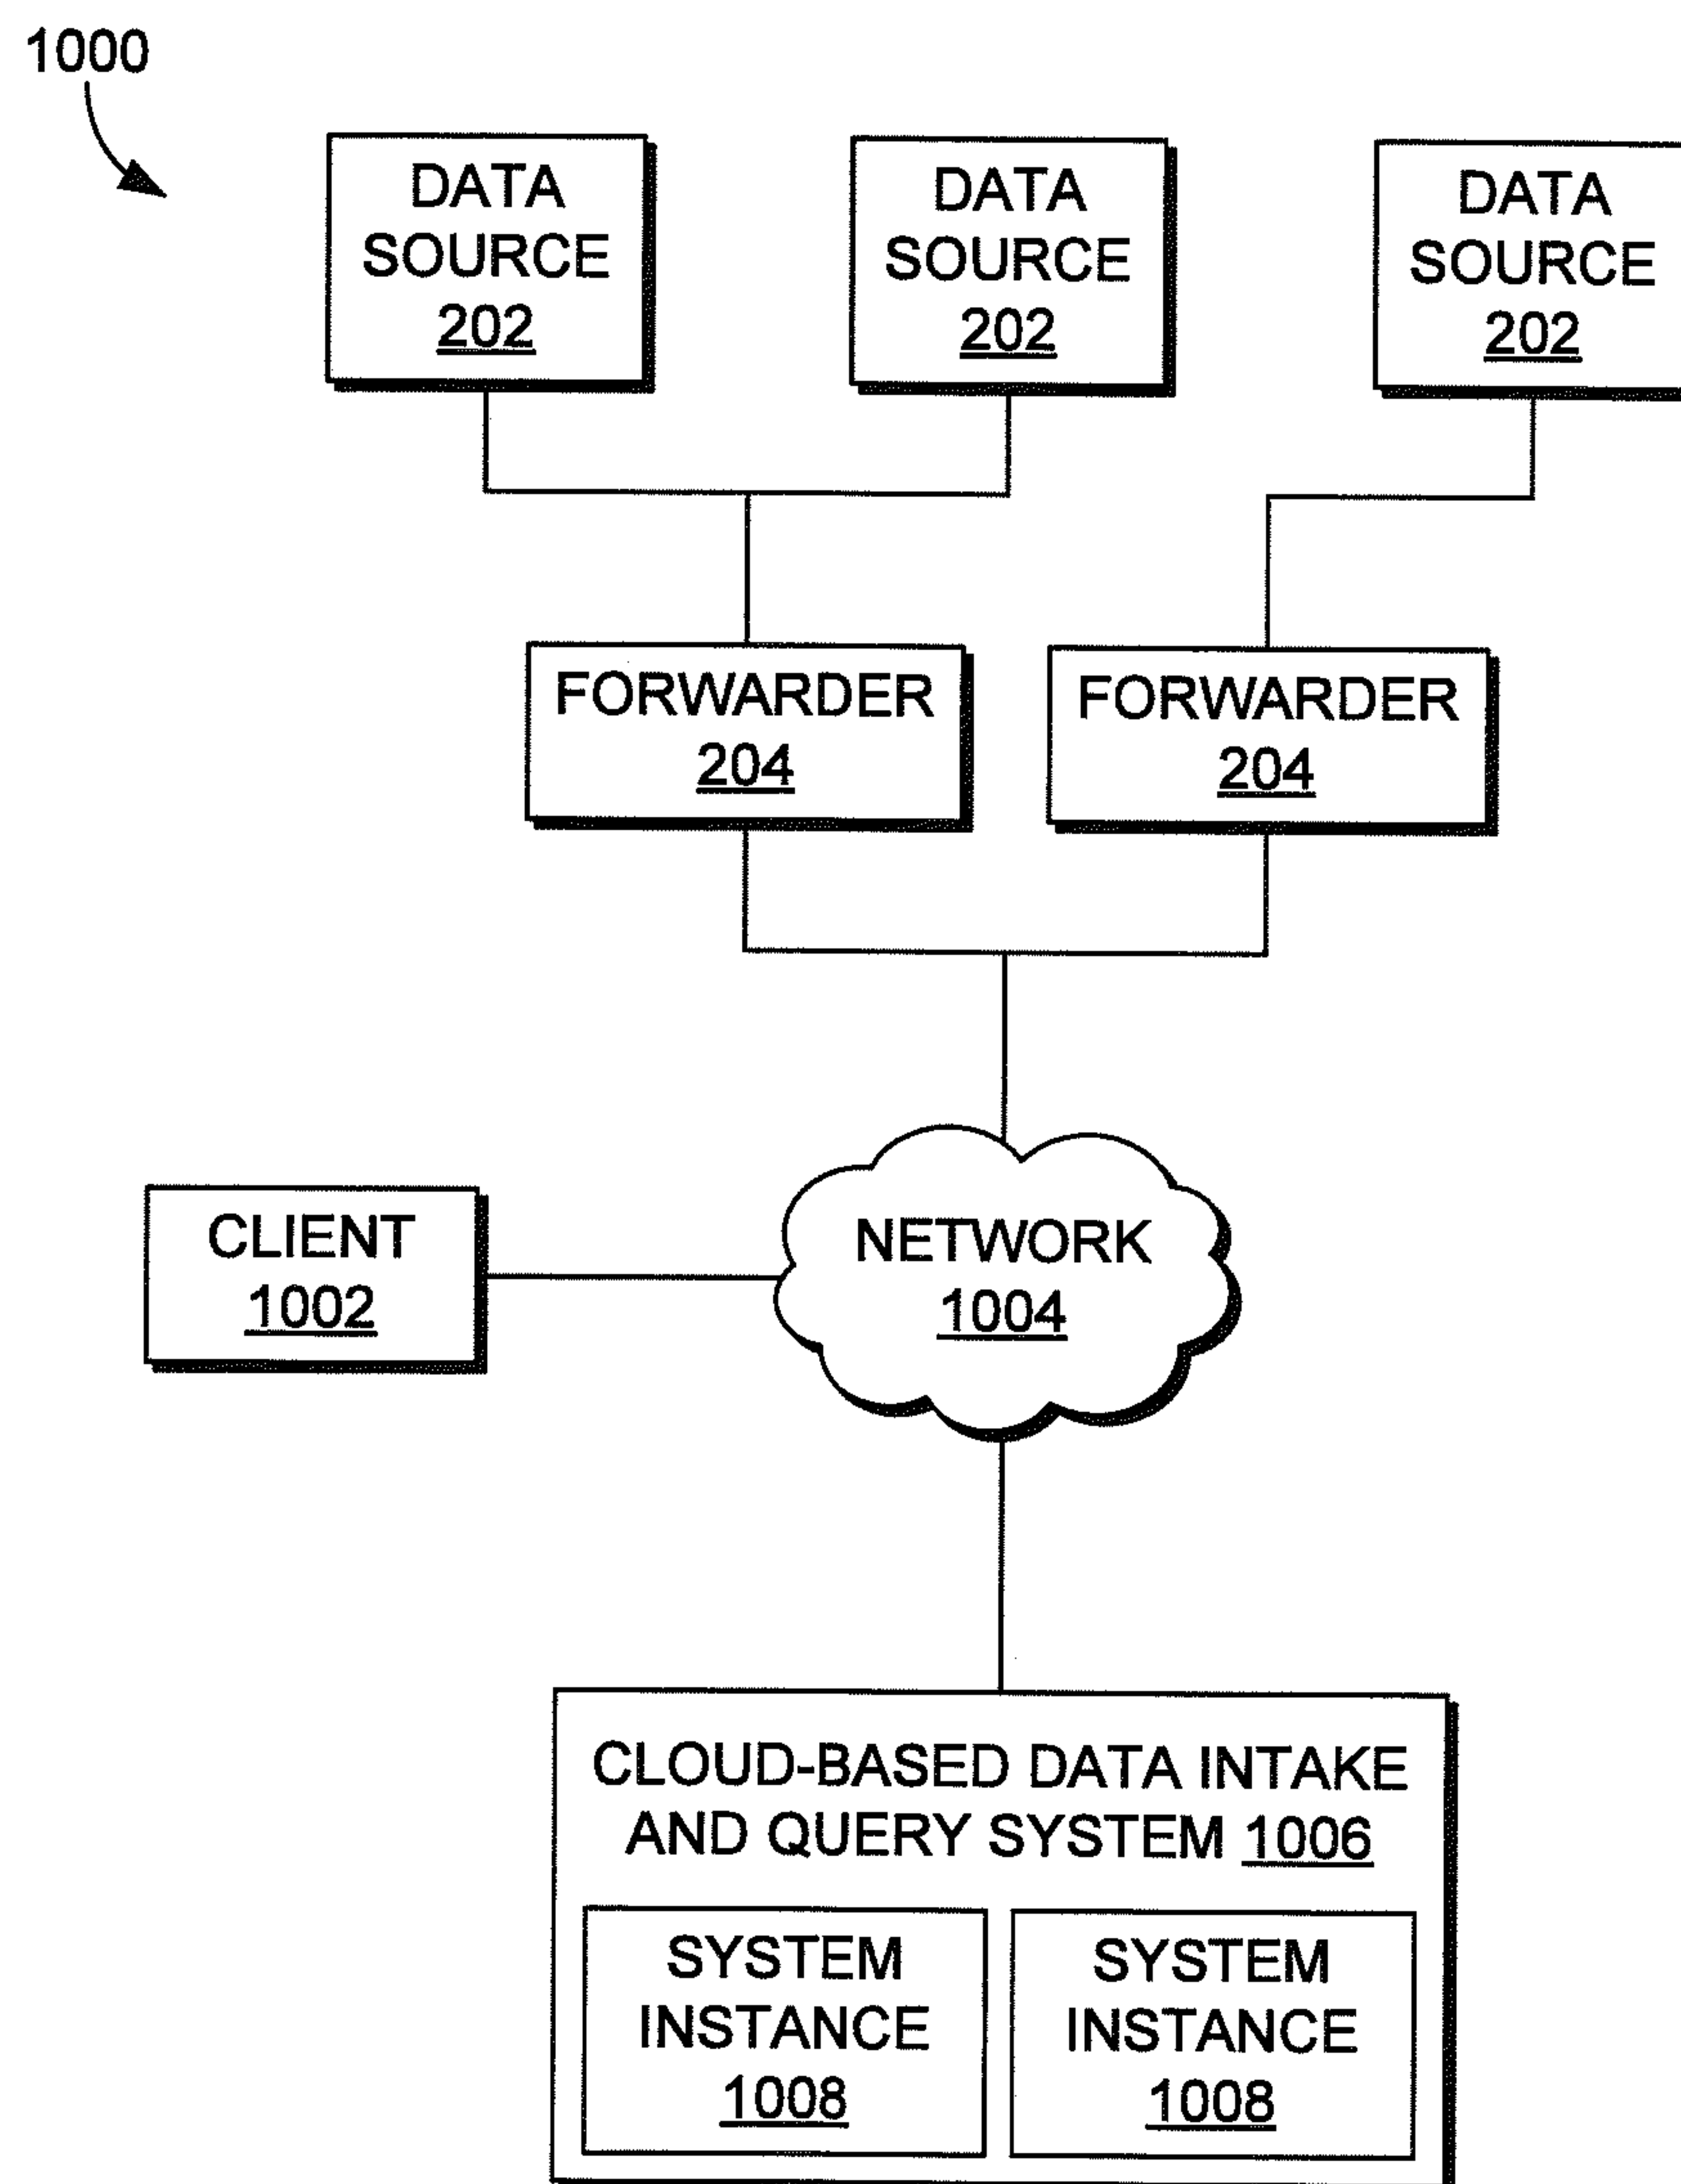 1000
DATA
SOURCE
202
DATA
SOURCE
202
DATA
SOURCE
202
FORWARDER
204
FORWARDER
204
CLIENT
1002
NETWORK
1004
CLOUD-BASED DATA INTAKE
AND QUERY SYSTEM 1006
SYSTEM
INSTANCE
1008
SYSTEM
INSTANCE
1008